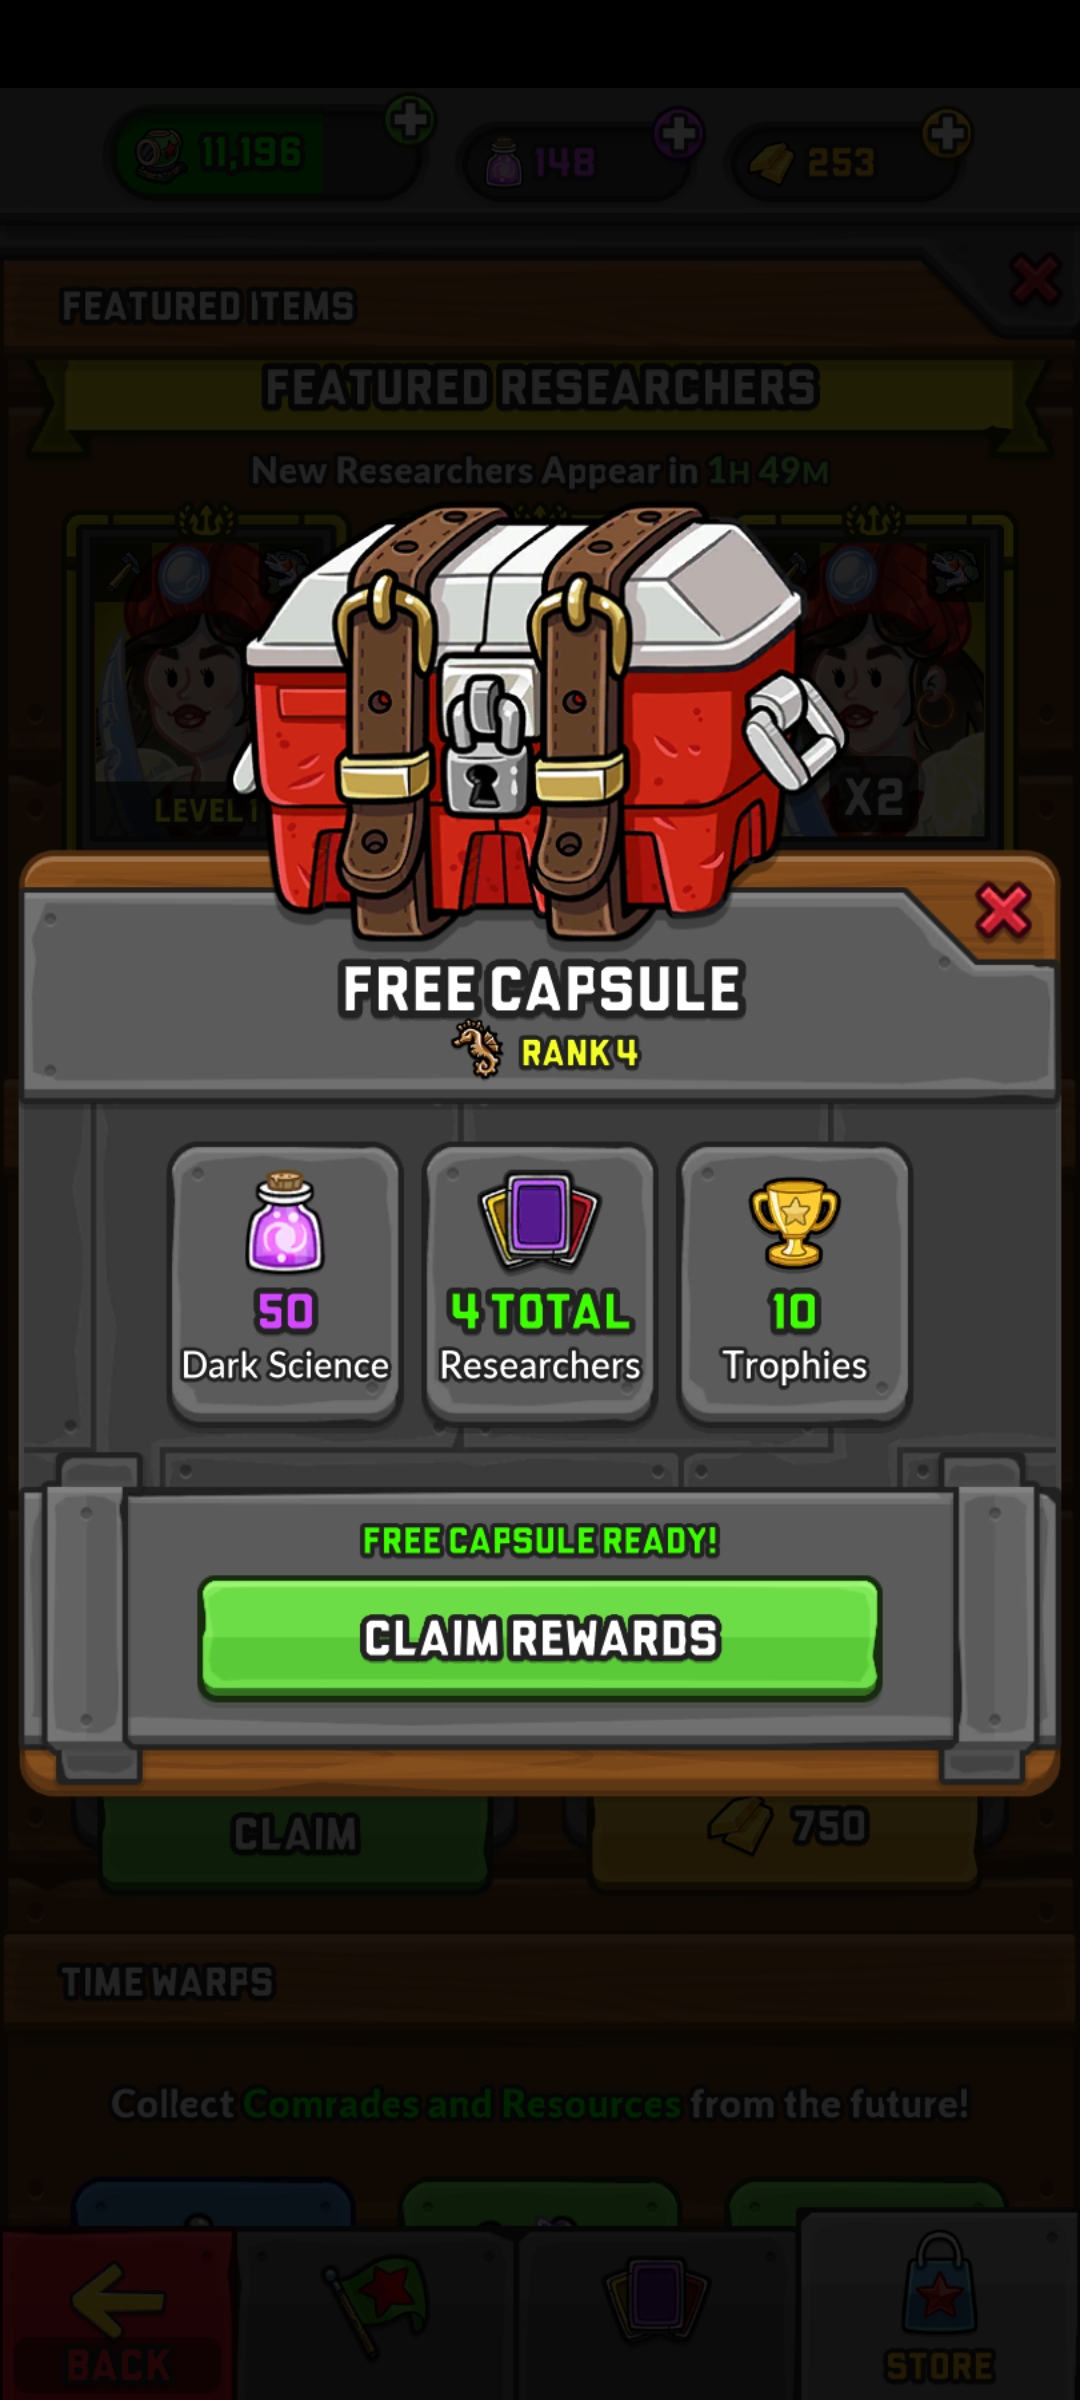 11,196
148
253
FEATURED ITEMS
FEATURED RESEARCHERS
New Researchers Appear in 1H 49M
LEVEL 1
X2
FREE CAPSULE
RANK 4
50
Dark Science
4 TOTAL
Researchers
10
Trophies
FREE CAPSULE READY!
CLAIM REWARDS
CLAIM
750
TIME WARPS
Collect Comrades and Resources from the future!
BACK
STORE